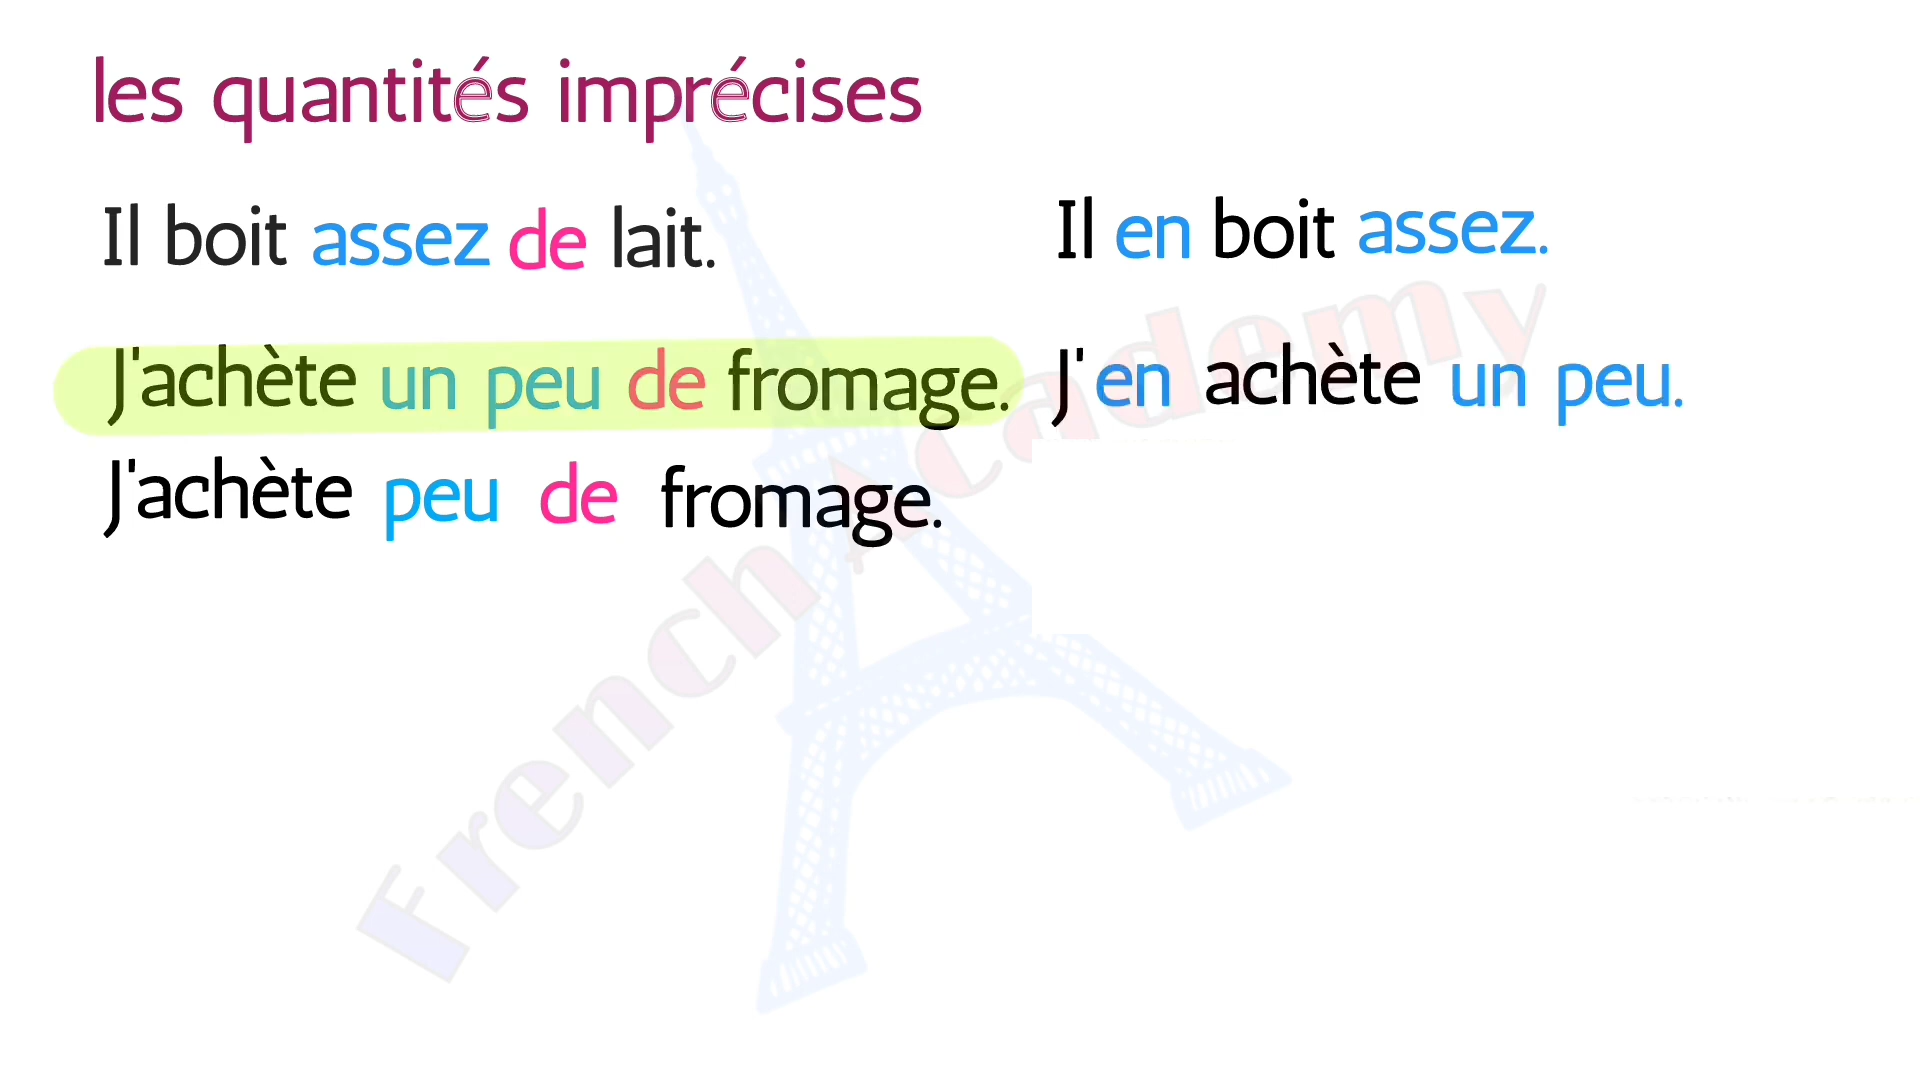 les quantités imprécises
Il boit assez de lait.
Il en boit assez.
J'achète un peu de fromage.
J'en achète un peu.
J'achète peu de fromage.
French Academy